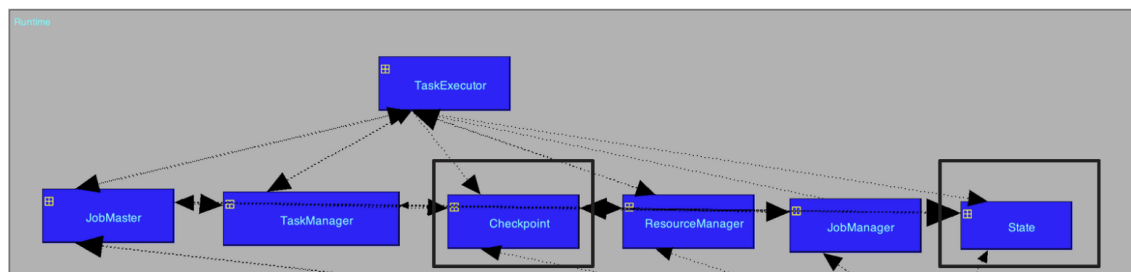 Runtime
TaskExecutor
JobMaster
TaskManager
Checkpoint
ResourceManager
JobManager
State